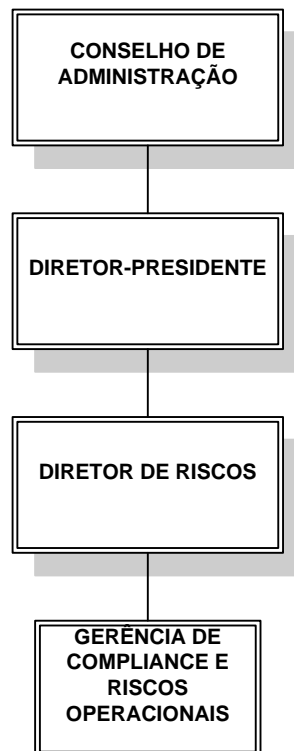 CONSELHO DE
ADMINISTRAÇÃO
DIRETOR-PRESIDENTE
DIRETOR DE RISCOS
GERÊNCIA DE
COMPLIANCE E
RISCOS
OPERACIONAIS